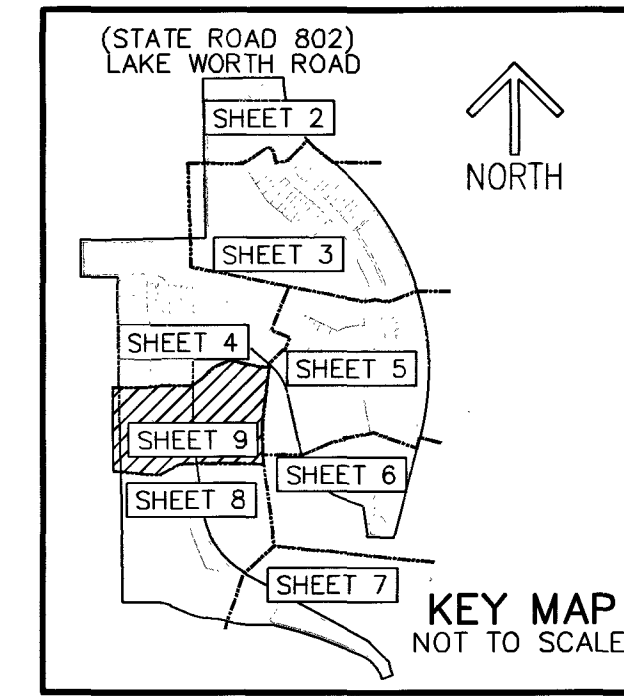 (STATE ROAD 802)
LAKE WORTH ROAD
SHEET 2
NORTH
SHEET 3
SHEET 4
SHEET 5
SHEET 9
SHEET 6
SHEET 8
SHEET 7
KEY MAP
NOT TO SCALE